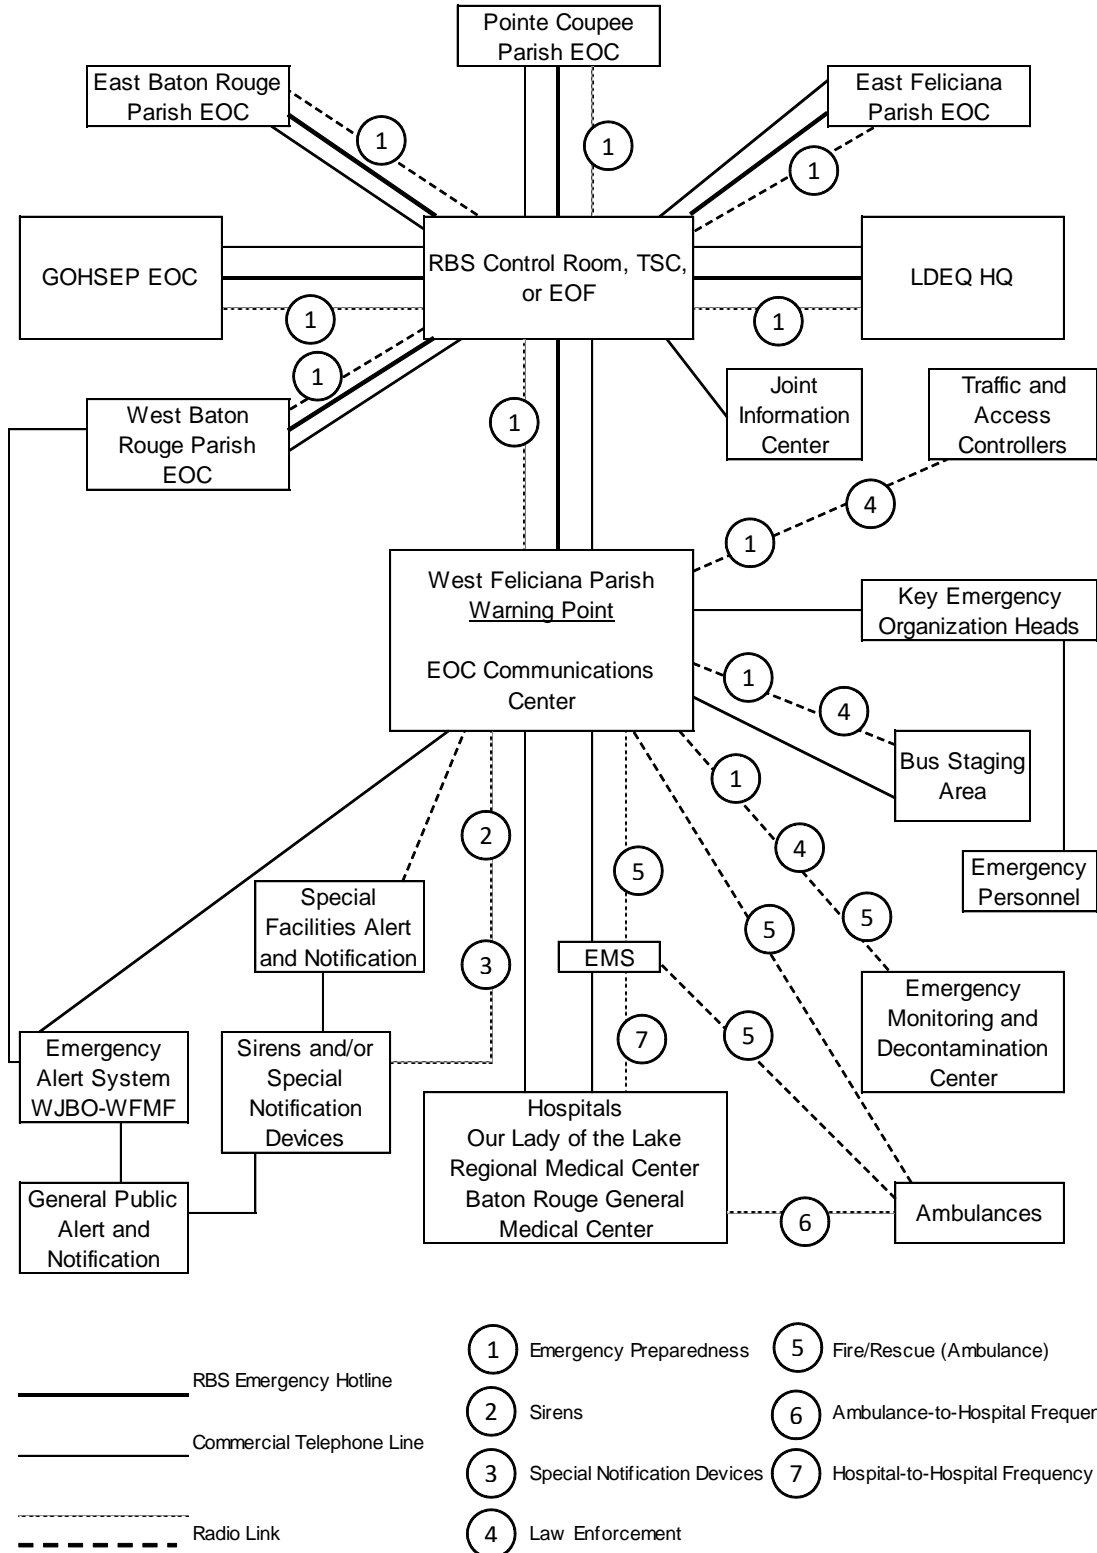 Pointe Coupee
Parish EOC
East Baton Rouge
Parish EOC
East Feliciana
Parish EOC
1
1
1
GOHSEP EOC
RBS Control Room, TSC,
or EOF
LDEQ HQ
1
1
1
West Baton
Rouge Parish
EOC
1
Joint
Information
Center
Traffic and
Access
Controllers
4
1
West Feliciana Parish
Warning Point
EOC Communications
Center
Key Emergency
Organization Heads
1
4
Bus Staging
Area
1
2
4
5
Emergency
Personnel
Special
Facilities Alert
and Notification
3
EMS
5
5
Emergency
Monitoring and
Decontamination
Center
Emergency
Alert System
WJBO-WFMF
Sirens and/or
Special
Notification
Devices
7
5
Hospitals
Our Lady of the Lake
Regional Medical Center
Baton Rouge General
Medical Center
General Public
Alert and
Notification
6
Ambulances
RBS Emergency Hotline
Commercial Telephone Line
Radio Link
1 Emergency Preparedness
2 Sirens
3 Special Notification Devices
4 Law Enforcement
5 Fire/Rescue (Ambulance)
6 Ambulance-to-Hospital Frequen
7 Hospital-to-Hospital Frequency